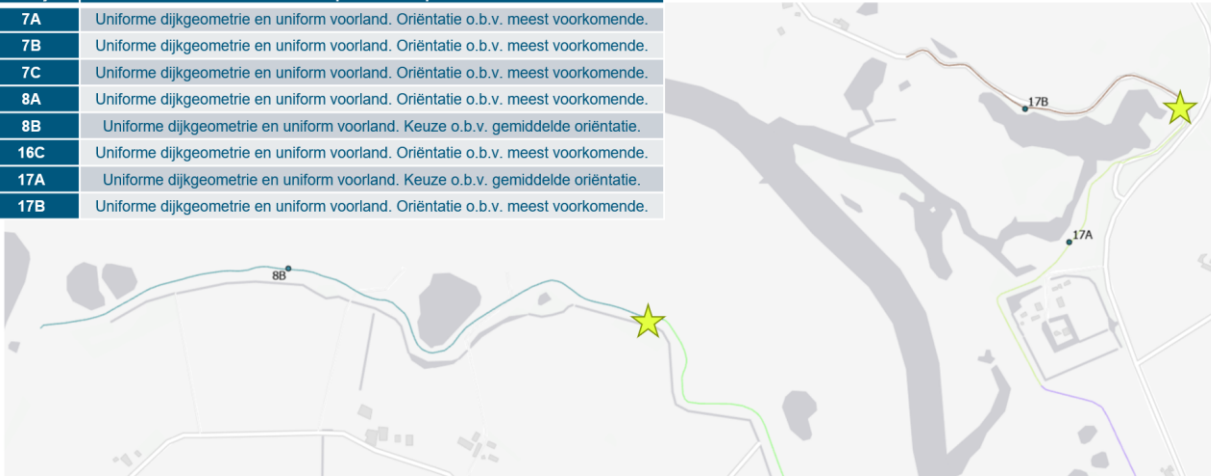 7A Uniforme dijkgeometrie en uniform voorland. Oriëntatie o.b.v. meest voorkomende.
7B Uniforme dijkgeometrie en uniform voorland. Oriëntatie o.b.v. meest voorkomende.
7C Uniforme dijkgeometrie en uniform voorland. Oriëntatie o.b.v. meest voorkomende.
8A Uniforme dijkgeometrie en uniform voorland. Oriëntatie o.b.v. meest voorkomende.
8B Uniforme dijkgeometrie en uniform voorland. Keuze o.b.v. gemiddelde oriëntatie.
16C Uniforme dijkgeometrie en uniform voorland. Oriëntatie o.b.v. meest voorkomende.
17A Uniforme dijkgeometrie en uniform voorland. Keuze o.b.v. gemiddelde oriëntatie.
17B Uniforme dijkgeometrie en uniform voorland. Oriëntatie o.b.v. meest voorkomende.
17B
17A
8B